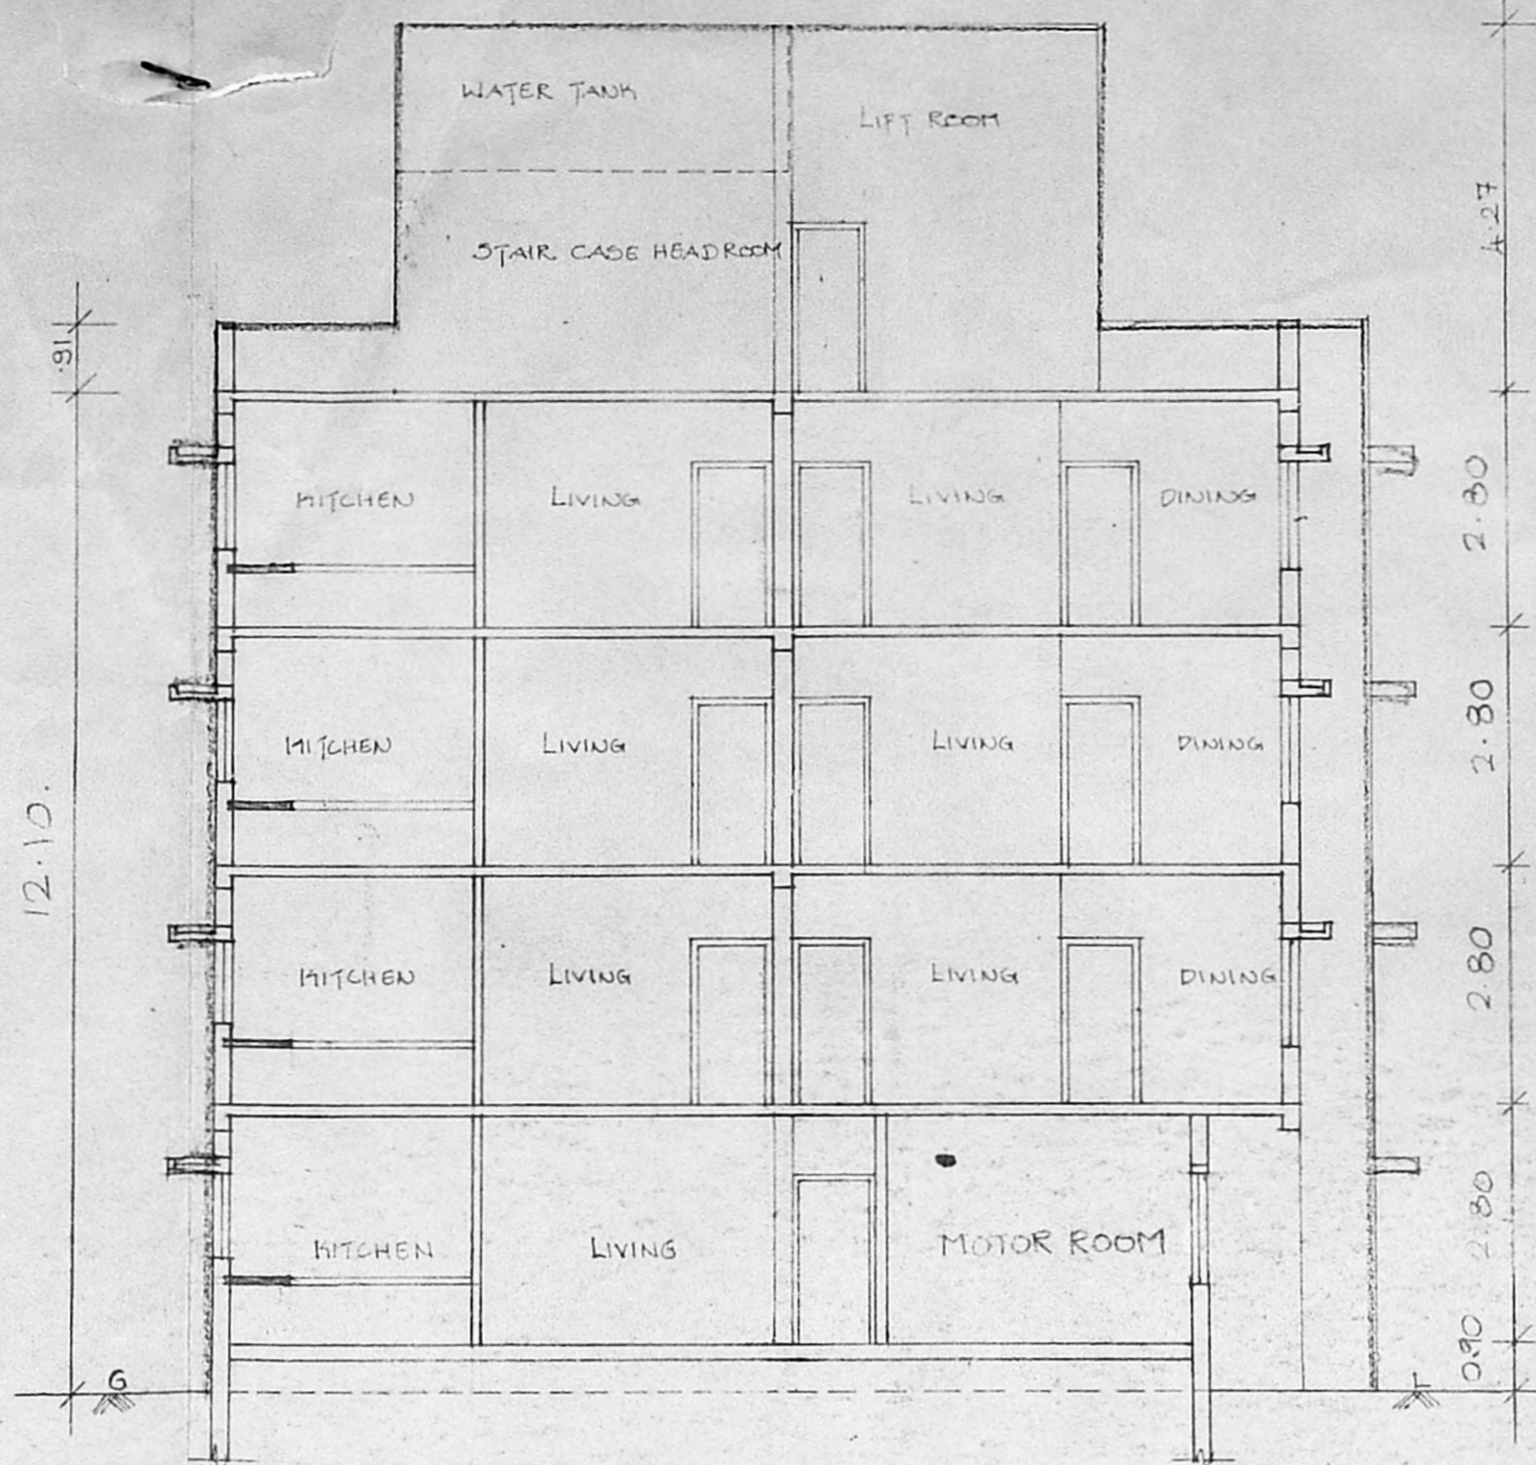 WATER TANK
LIFT ROOM
4.27
STAIR CASE HEADROOM
.91
KITCHEN LIVING LIVING DINING
2.80
KITCHEN LIVING LIVING DINING
2.80
12.10.
KITCHEN LIVING LIVING DINING
2.80
KITCHEN LIVING MOTOR ROOM
2.80
0.90
G L